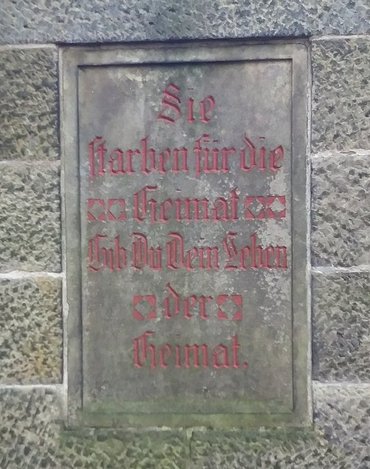 Sie
starben für die
Heimat
Gib Du Dein Leben
der
Heimat.